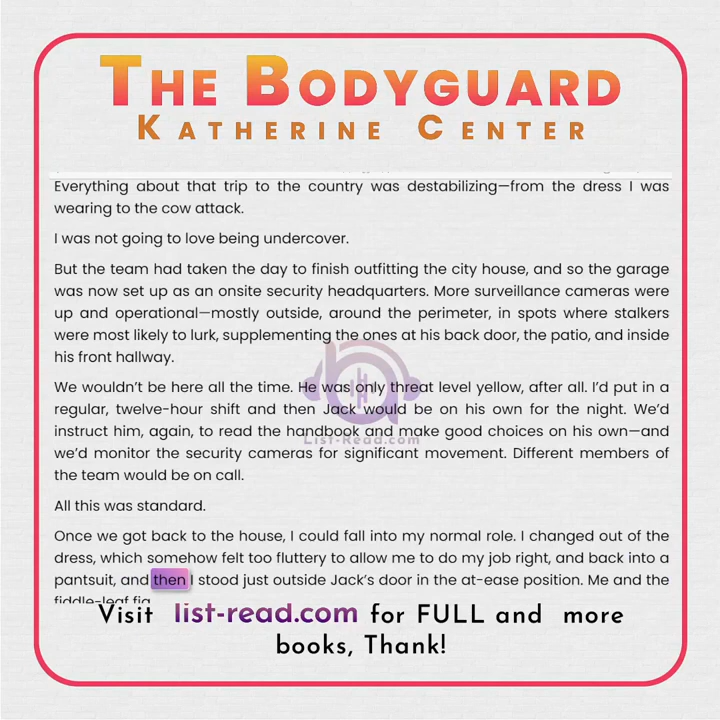 THE BODYGUARD
KATHERINE CENTER
Everything about that trip to the country was destabilizing—from the dress I was
wearing to the cow attack.
I was not going to love being undercover.
But the team had taken the day to finish outfitting the city house, and so the garage
was now set up as an onsite security headquarters. More surveillance cameras were
up and operational—mostly outside, around the perimeter, in spots where stalkers
were most likely to lurk, supplementing the ones at his back door, the patio, and inside
his front hallway.
We wouldn't be here all the time. He was only threat level yellow, after all. I'd put in a
regular, twelve-hour shift and then Jack would be on his own for the night. We'd
instruct him, again, to read the handbook and make good choices on his own—and
List-Read.com
we'd monitor the security cameras for significant movement. Different members of
the team would be on call.
All this was standard.
Once we got back to the house, I could fall into my normal role. I changed out of the
dress, which somehow felt too fluttery to allow me to do my job right, and back into a
pantsuit, and then I stood just outside Jack's door in the at-ease position. Me and the
fiddle-leaf fig
Visit list-read.com for FULL and more
books, Thank!